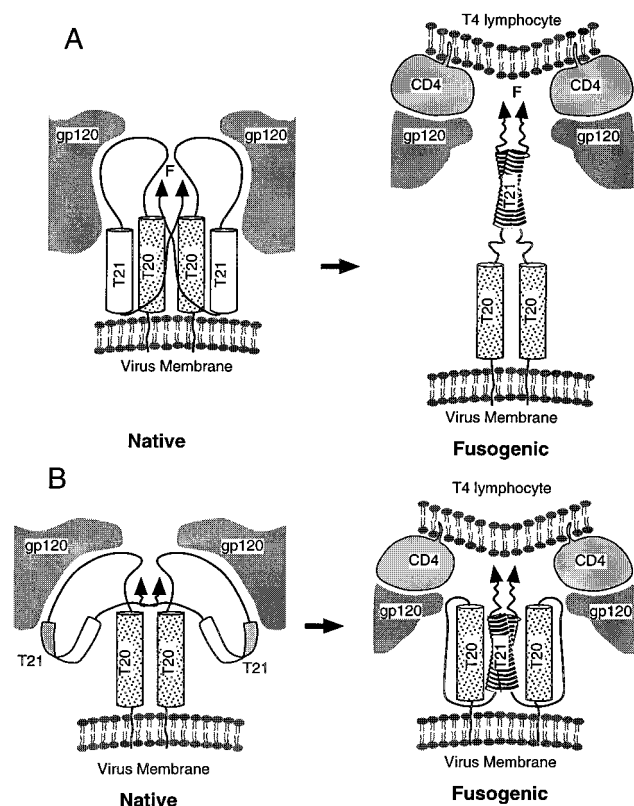 A
T4 lymphocyte
CD4
CD4
F
gp120
gp120
gp120
gp120
F
T21
T21
T20
T20
T21
T20
T20
Virus Membrane
Virus Membrane
Native
Fusogenic
B
T4 lymphocyte
gp120
gp120
CD4
CD4
gp120
gp120
T21
T20
T20
T21
T20
T21
T20
Virus Membrane
Virus Membrane
Native
Fusogenic